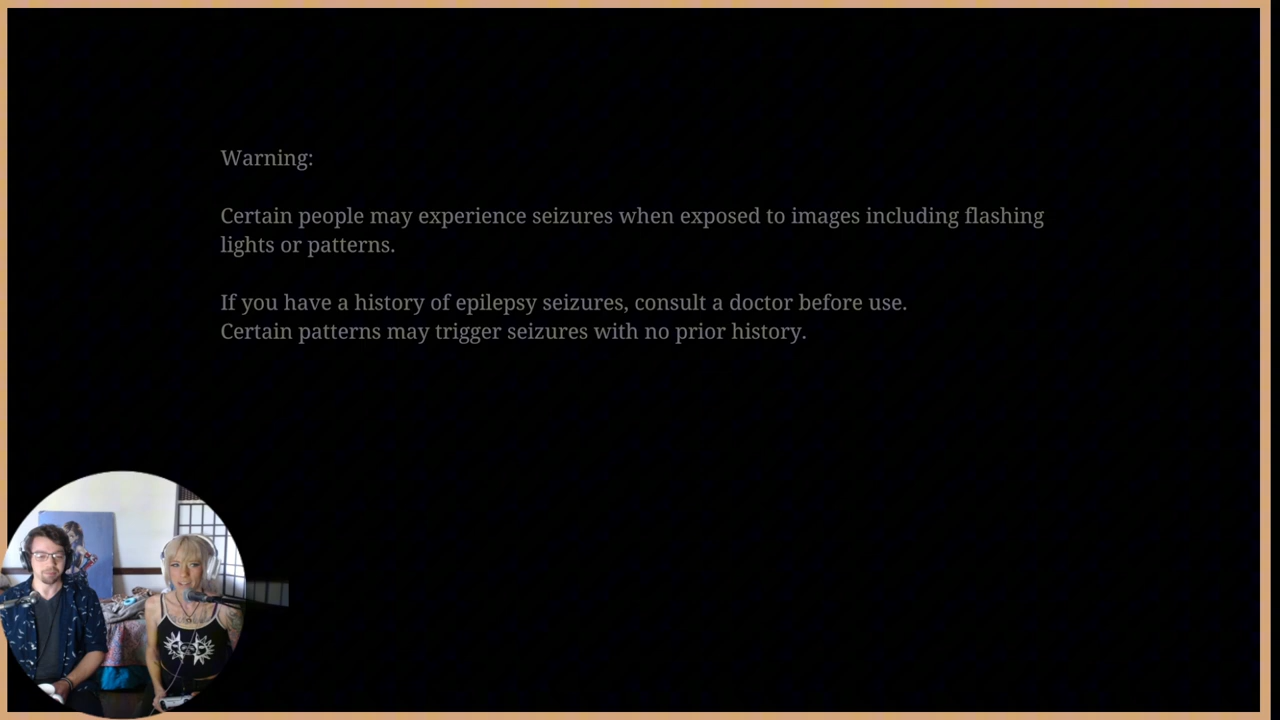 Warning:
Certain people may experience seizures when exposed to images including flashing
lights or patterns.
If you have a history of epilepsy seizures, consult a doctor before use.
Certain patterns may trigger seizures with no prior history.